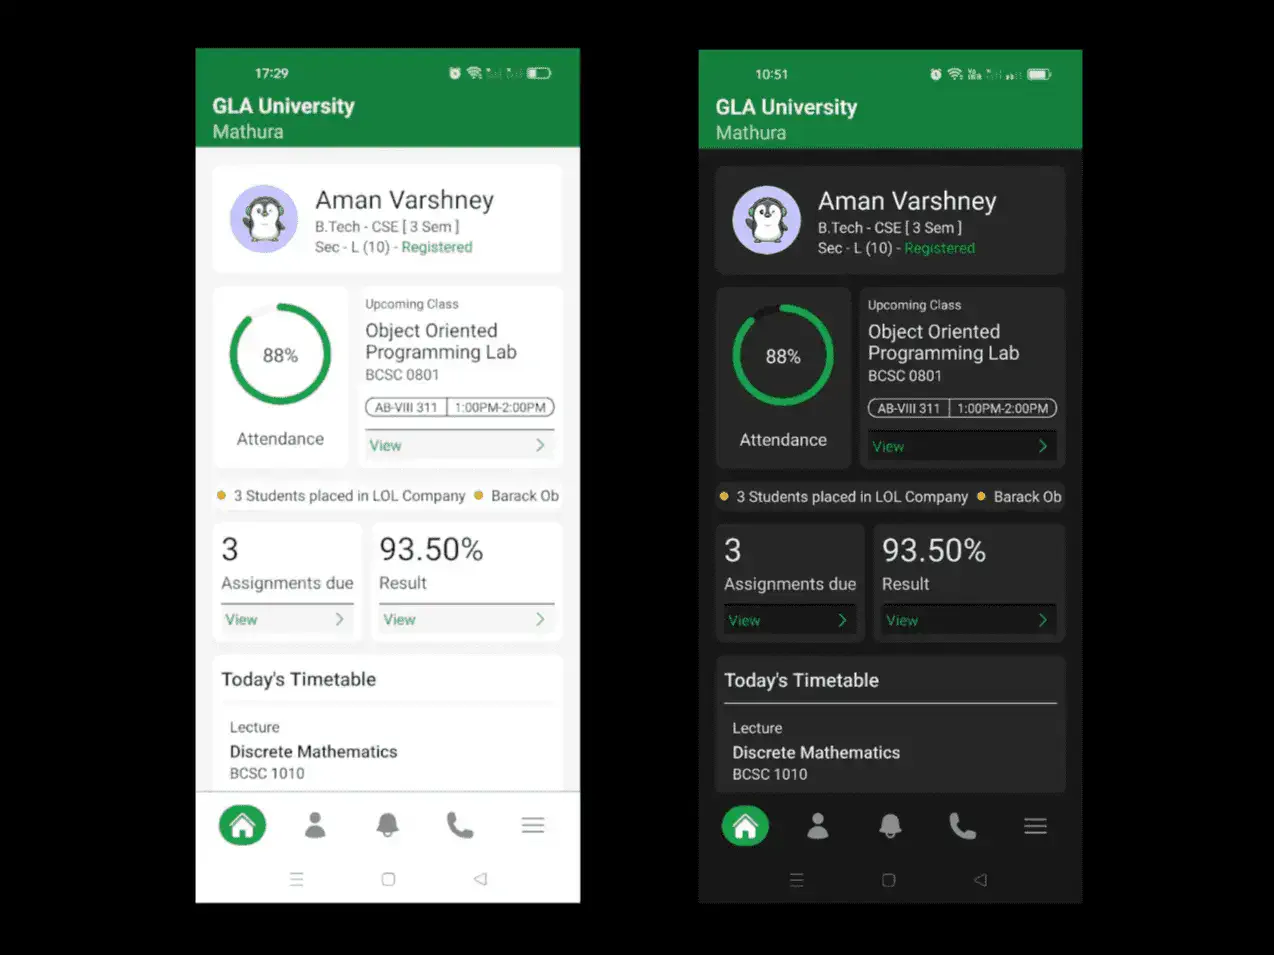 17:29
GLA University
Mathura
Aman Varshney
B.Tech - CSE [ 3 Sem ]
Sec - L (10) - Registered
88%
Attendance
Upcoming Class
Object Oriented
Programming Lab
BCSC 0801
AB-VIII 311 1:00PM-2:00PM
View
3 Students placed in LOL Company Barack Ob
3
Assignments due
View
93.50%
Result
View
Today's Timetable
Lecture
Discrete Mathematics
BCSC 1010
10:51
GLA University
Mathura
Aman Varshney
B.Tech - CSE [ 3 Sem ]
Sec - L (10) - Registered
88%
Attendance
Upcoming Class
Object Oriented
Programming Lab
BCSC 0801
AB-VIII 311 1:00PM-2:00PM
View
3 Students placed in LOL Company Barack Ob
3
Assignments due
View
93.50%
Result
View
Today's Timetable
Lecture
Discrete Mathematics
BCSC 1010